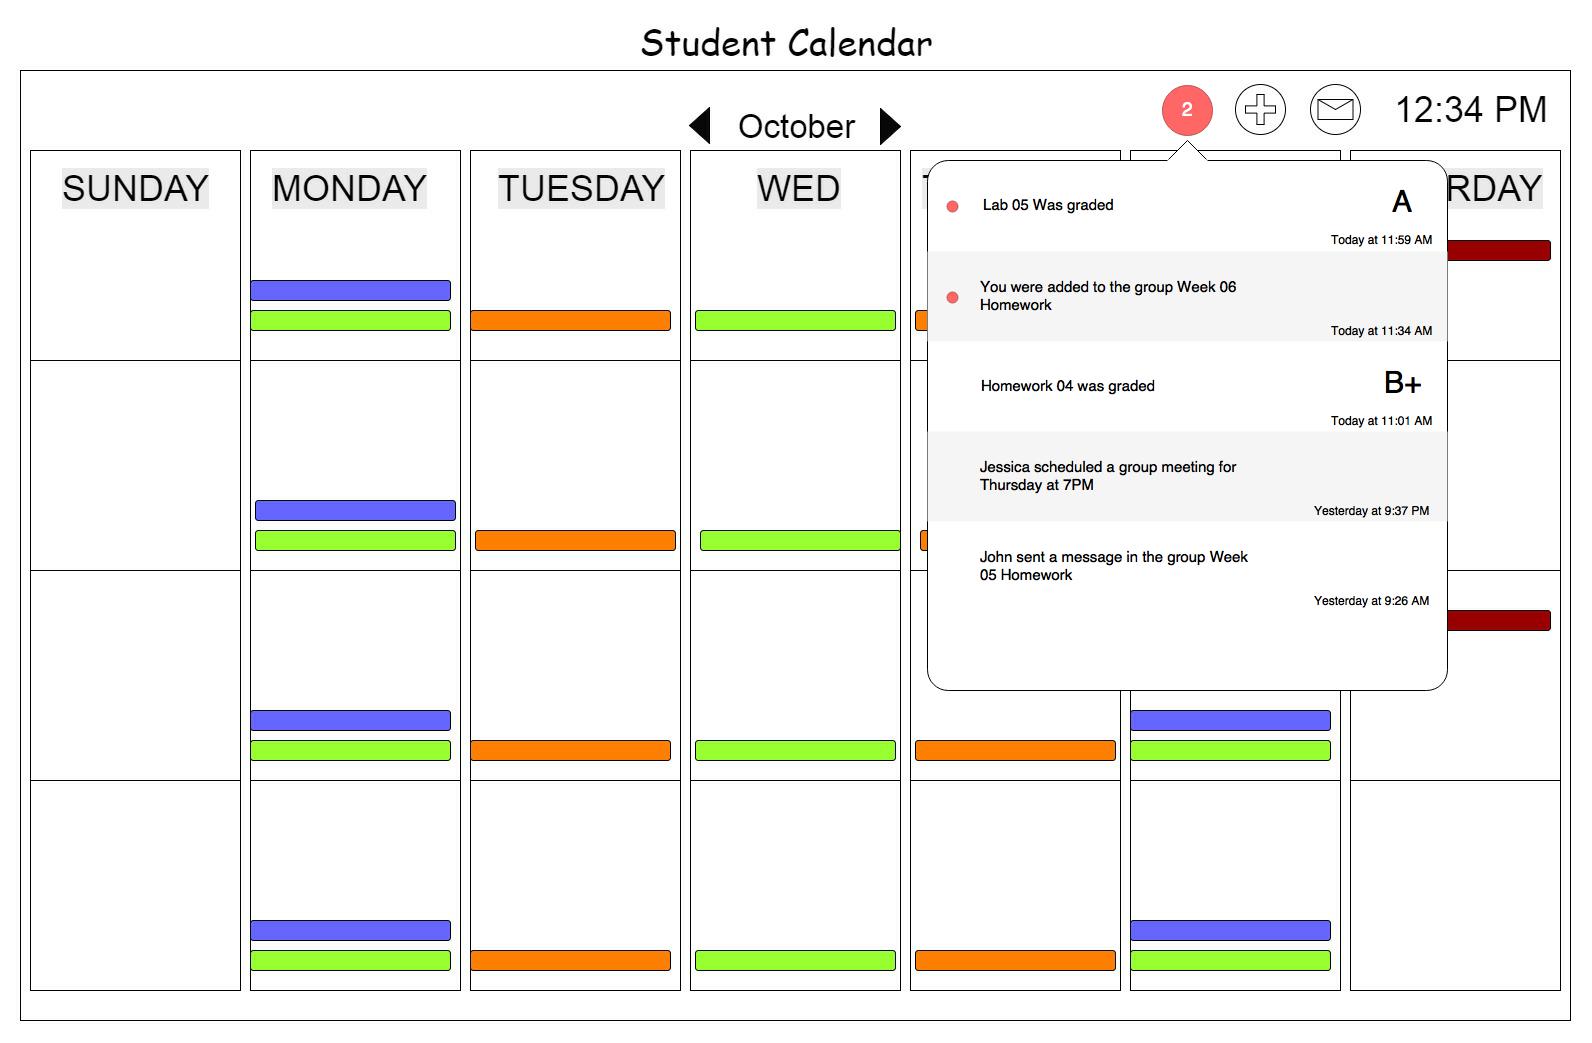 Student Calendar
2
12:34 PM
October
SUNDAY
MONDAY
TUESDAY
WED
RDAY
Lab 05 Was graded
A
Today at 11:59 AM
You were added to the group Week 06
Homework
Today at 11:34 AM
Homework 04 was graded
B+
Today at 11:01 AM
Jessica scheduled a group meeting for
Thursday at 7PM
Yesterday at 9:37 PM
John sent a message in the group Week
05 Homework
Yesterday at 9:26 AM